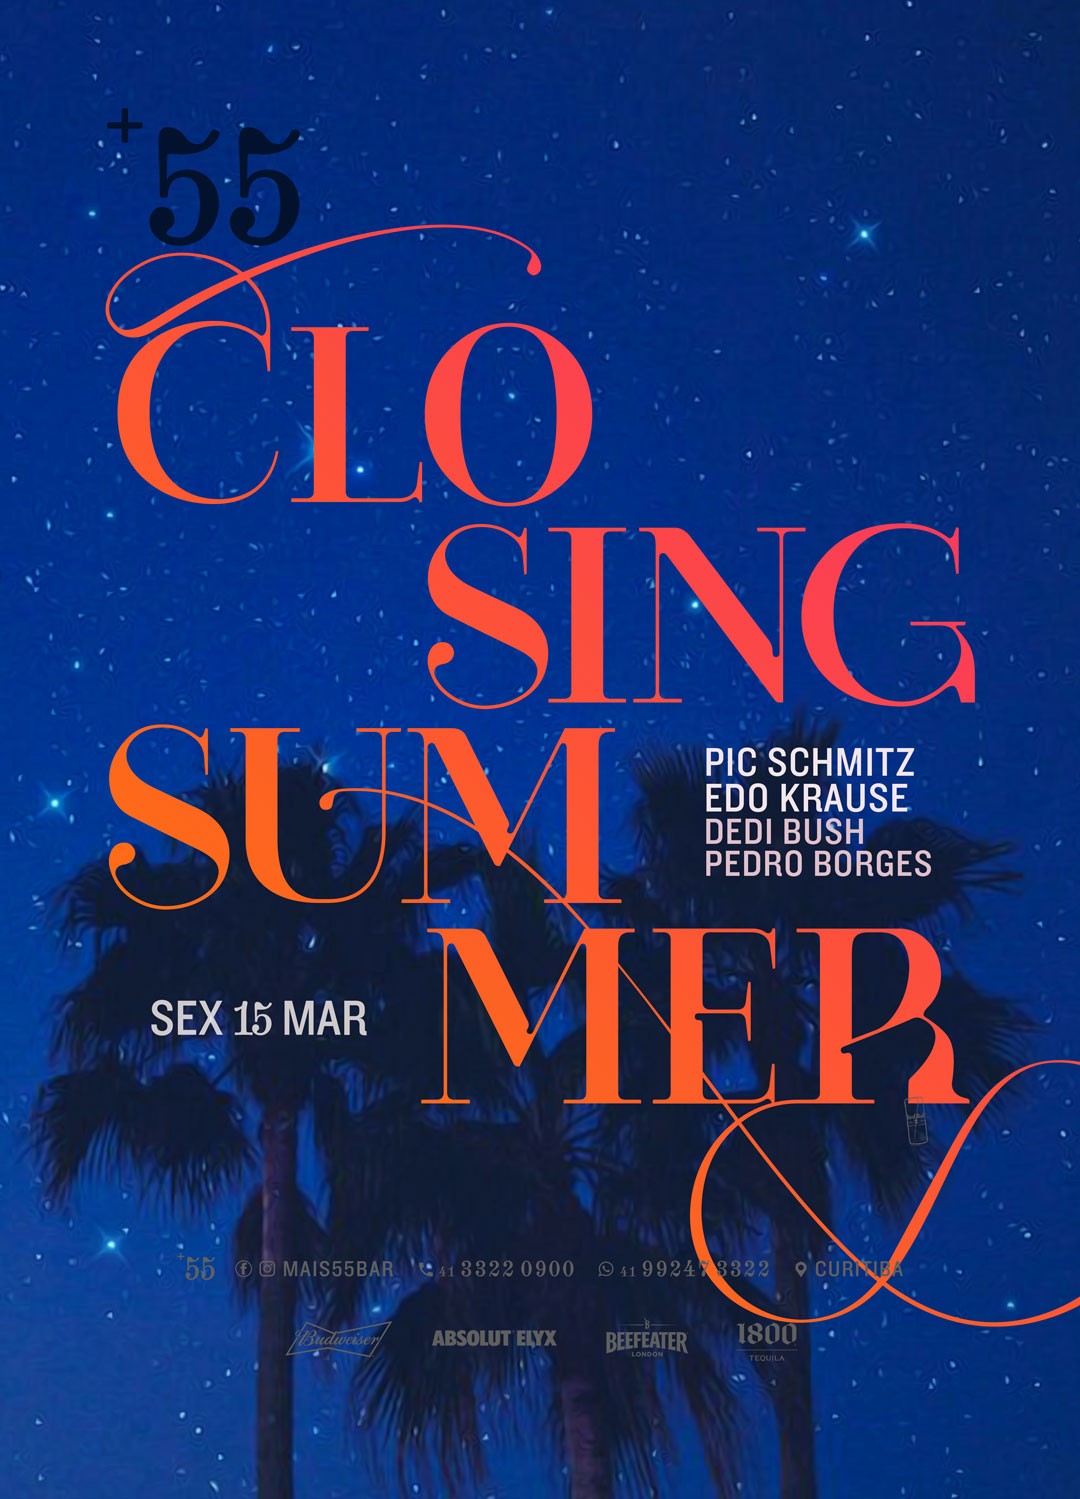 +55
CLO
SING
SUM
MER
PIC SCHMITZ
EDO KRAUSE
DEDI BUSH
PEDRO BORGES
SEX 15 MAR
+55 MAIS55BAR 41 3322 0900 41 99247 3322 CURITIBA
Budweiser ABSOLUT ELYX BEEFEATER LONDON 1800 TEQUILA